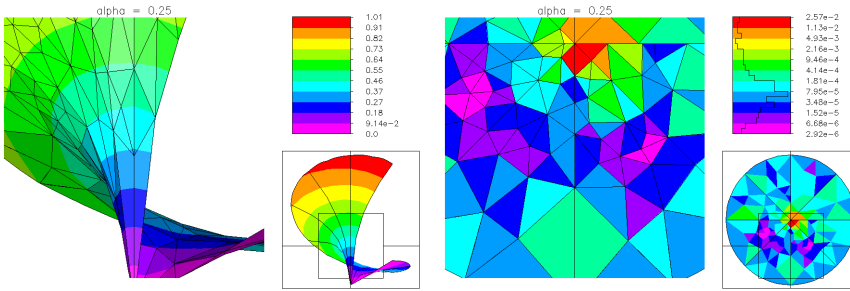 alpha = 0.25
1.01
0.91
0.82
0.73
0.64
0.55
0.46
0.37
0.27
0.18
9.14e-2
0.0
alpha = 0.25
2.57e-2
1.13e-2
4.93e-3
2.16e-3
9.46e-4
4.14e-4
1.81e-4
7.95e-5
3.48e-5
1.52e-5
6.68e-6
2.92e-6